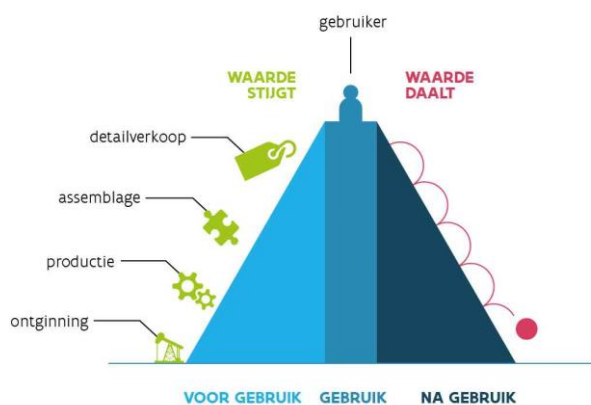 gebruiker
WAARDE
STIJGT
WAARDE
DAALT
detailverkoop
assemblage
productie
ontginning
VOOR GEBRUIK
GEBRUIK
NA GEBRUIK